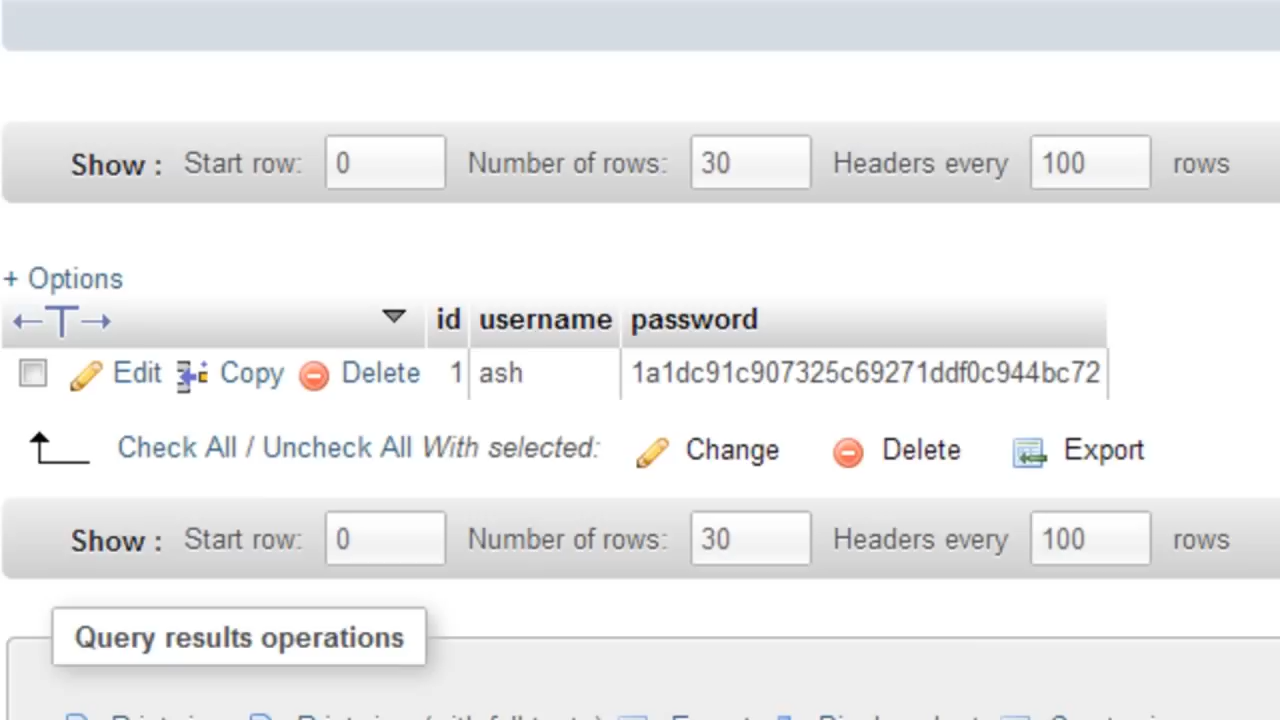 Show : Start row: 0 Number of rows: 30 Headers every 100 rows
+ Options
id username password
Edit Copy Delete 1 ash 1a1dc91c907325c69271ddf0c944bc72
Check All / Uncheck All With selected: Change Delete Export
Show : Start row: 0 Number of rows: 30 Headers every 100 rows
Query results operations